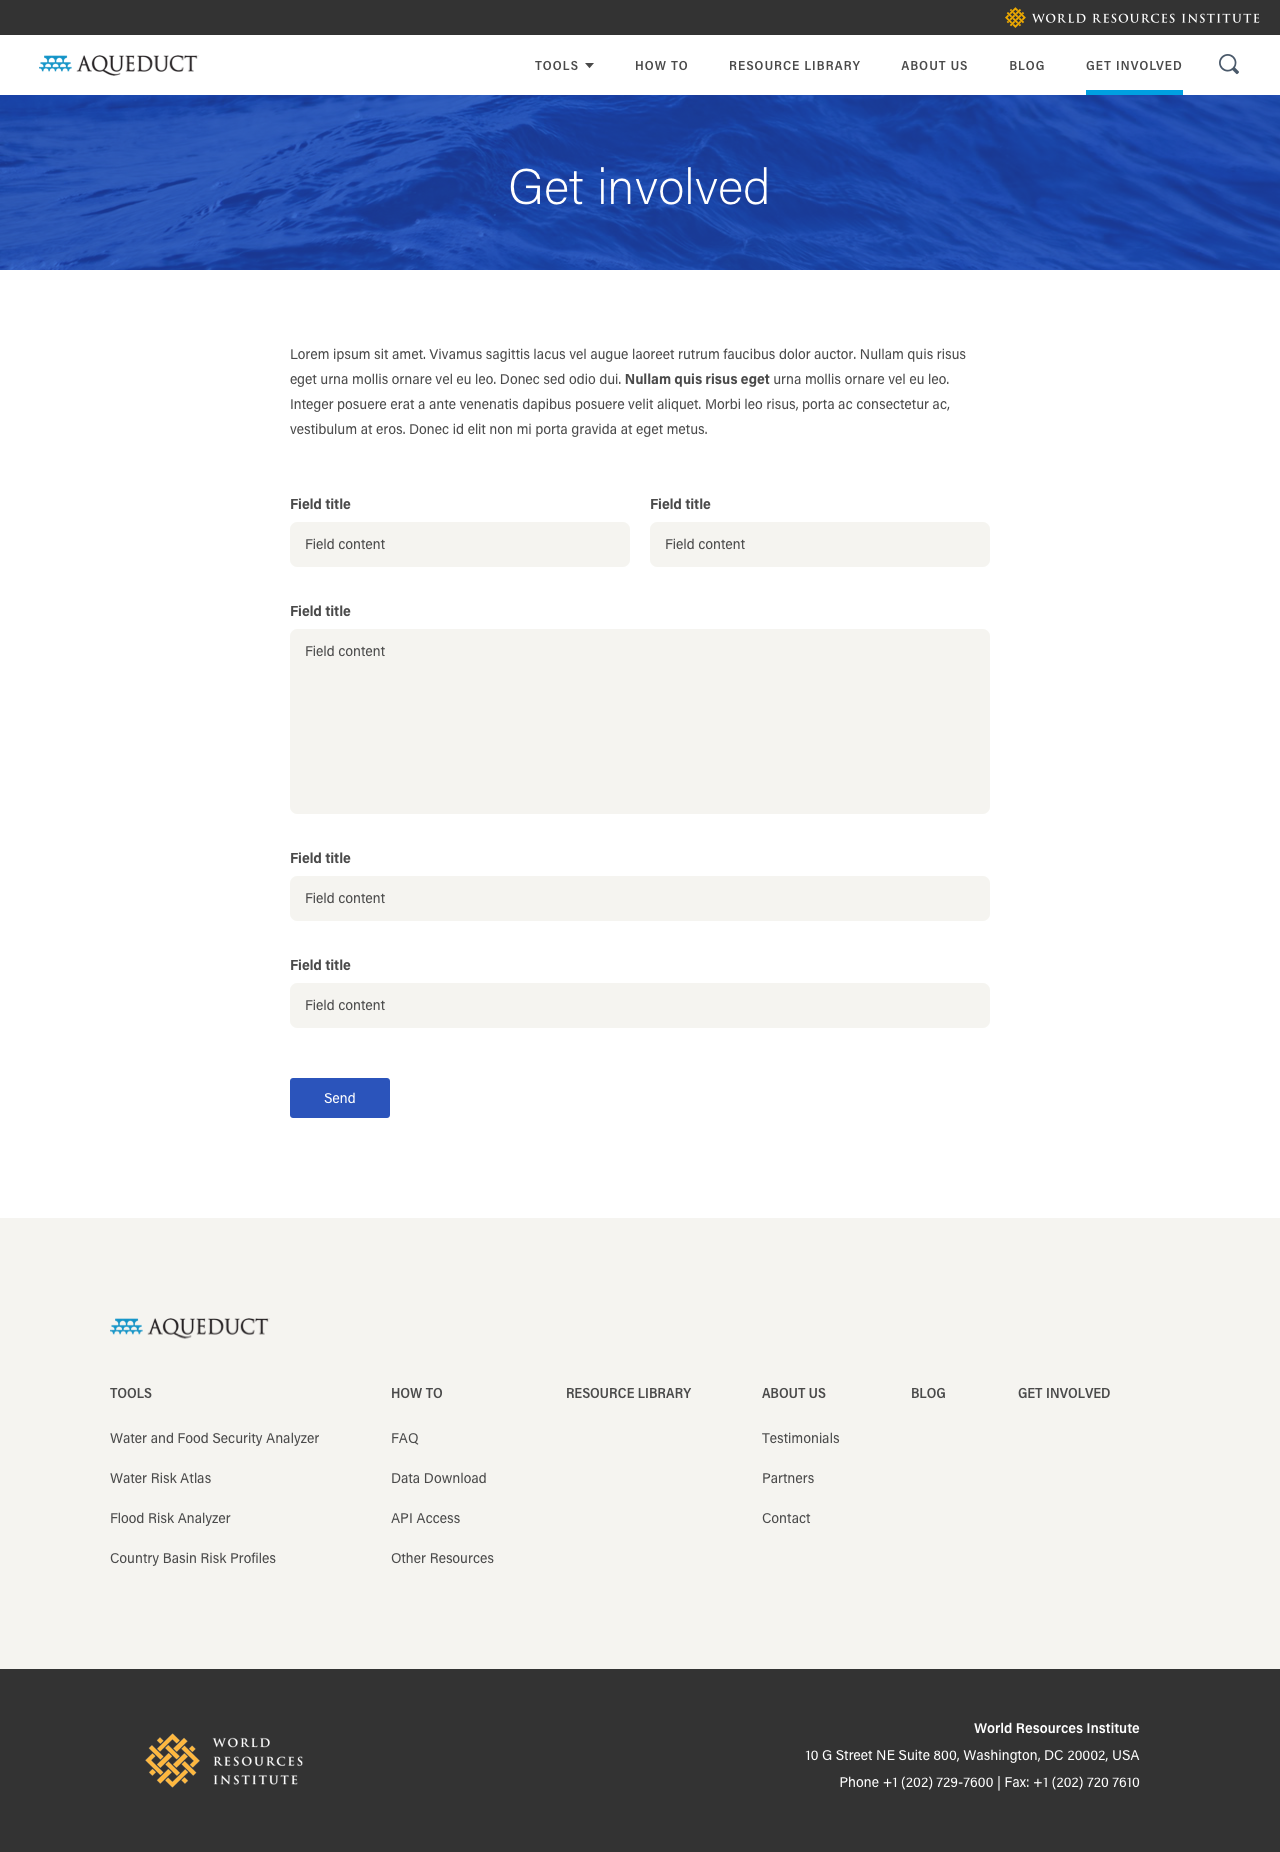 WORLD RESOURCES INSTITUTE
AQUEDUCT
TOOLS HOW TO RESOURCE LIBRARY ABOUT US BLOG GET INVOLVED
Get involved
Lorem ipsum sit amet. Vivamus sagittis lacus vel augue laoreet rutrum faucibus dolor auctor. Nullam quis risus
eget urna mollis ornare vel eu leo. Donec sed odio dui. Nullam quis risus eget urna mollis ornare vel eu leo.
Integer posuere erat a ante venenatis dapibus posuere velit aliquet. Morbi leo risus, porta ac consectetur ac,
vestibulum at eros. Donec id elit non mi porta gravida at eget metus.
Field title
Field content
Field title
Field content
Field title
Field content
Field title
Field content
Field title
Field content
Send
AQUEDUCT
TOOLS
Water and Food Security Analyzer
Water Risk Atlas
Flood Risk Analyzer
Country Basin Risk Profiles
HOW TO
FAQ
Data Download
API Access
Other Resources
RESOURCE LIBRARY
ABOUT US
Testimonials
Partners
Contact
BLOG
GET INVOLVED
WORLD
RESOURCES
INSTITUTE
World Resources Institute
10 G Street NE Suite 800, Washington, DC 20002, USA
Phone +1 (202) 729-7600 | Fax: +1 (202) 720 7610